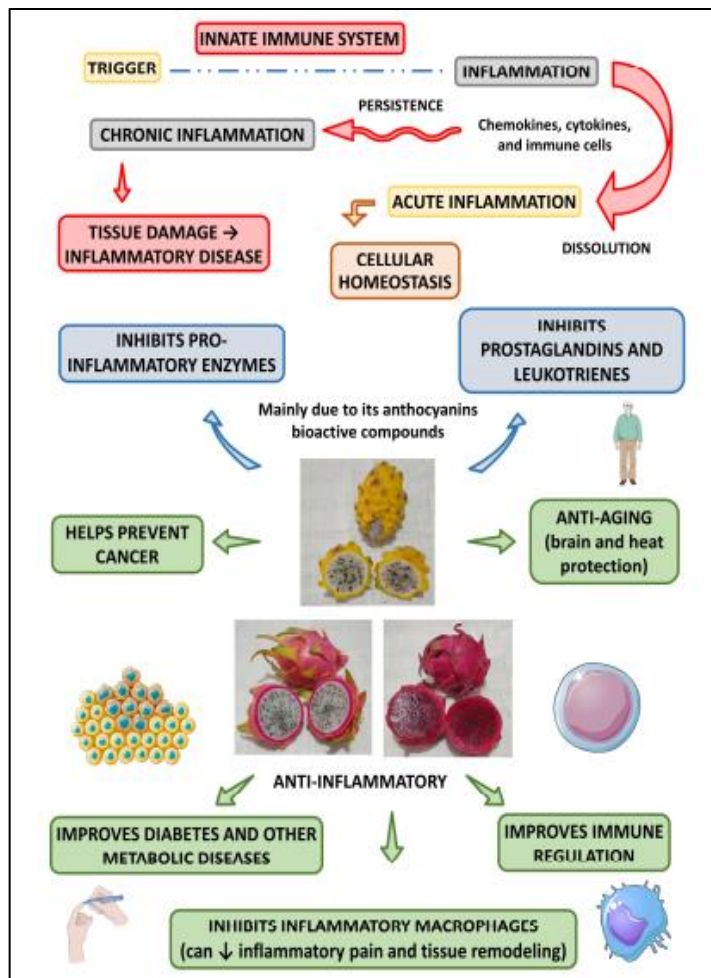 INNATE IMMUNE SYSTEM
TRIGGER
INFLAMMATION
PERSISTENCE
CHRONIC INFLAMMATION
Chemokines, cytokines,
and immune cells
ACUTE INFLAMMATION
TISSUE DAMAGE →
INFLAMMATORY DISEASE
DISSOLUTION
CELLULAR
HOMEOSTASIS
INHIBITS PRO-
INFLAMMATORY ENZYMES
INHIBITS
PROSTAGLANDINS AND
LEUKOTRIENES
Mainly due to its anthocyanins
bioactive compounds
HELPS PREVENT
CANCER
ANTI-AGING
(brain and heat
protection)
ANTI-INFLAMMATORY
IMPROVES DIABETES AND OTHER
METABOLIC DISEASES
IMPROVES IMMUNE
REGULATION
INHIBITS INFLAMMATORY MACROPHAGES
(can ↓ inflammatory pain and tissue remodeling)